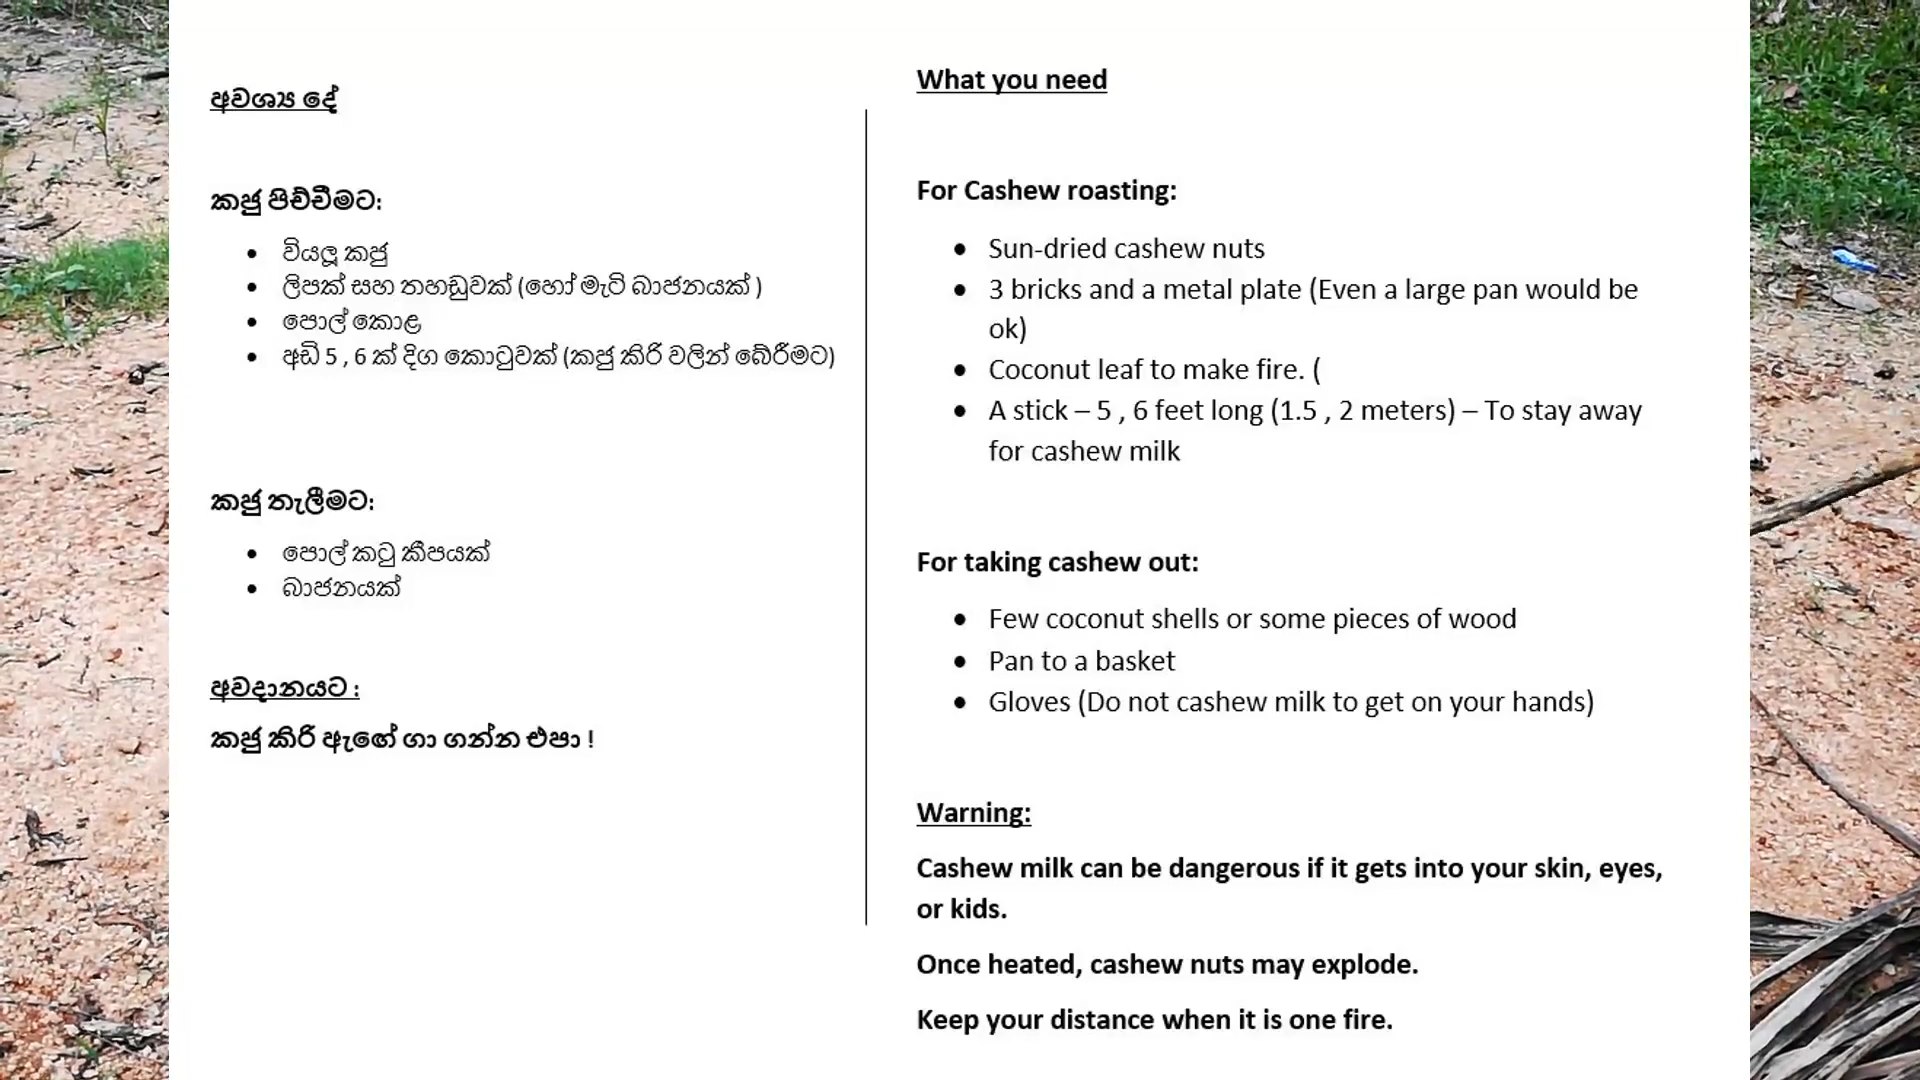 අවශ්‍ය දේ
කජු පිච්චීමට:
• වියලූ කජු
• ලිපක් සහ තහඩුවක් (හෝ මැටි බාජනයක් )
• පොල් කොළ
• අඩි 5 , 6 ක් දිග කොටුවක් (කජු කිරි වලින් බේරීමට)
කජු තැලීමට:
• පොල් කටු කීපයක්
• බාජනයක්
අවදානයට :
කජු කිරි ඇඟේ ගා ගන්න එපා !
What you need
For Cashew roasting:
• Sun-dried cashew nuts
• 3 bricks and a metal plate (Even a large pan would be
ok)
• Coconut leaf to make fire. (
• A stick – 5 , 6 feet long (1.5 , 2 meters) – To stay away
for cashew milk
For taking cashew out:
• Few coconut shells or some pieces of wood
• Pan to a basket
• Gloves (Do not cashew milk to get on your hands)
Warning:
Cashew milk can be dangerous if it gets into your skin, eyes,
or kids.
Once heated, cashew nuts may explode.
Keep your distance when it is one fire.